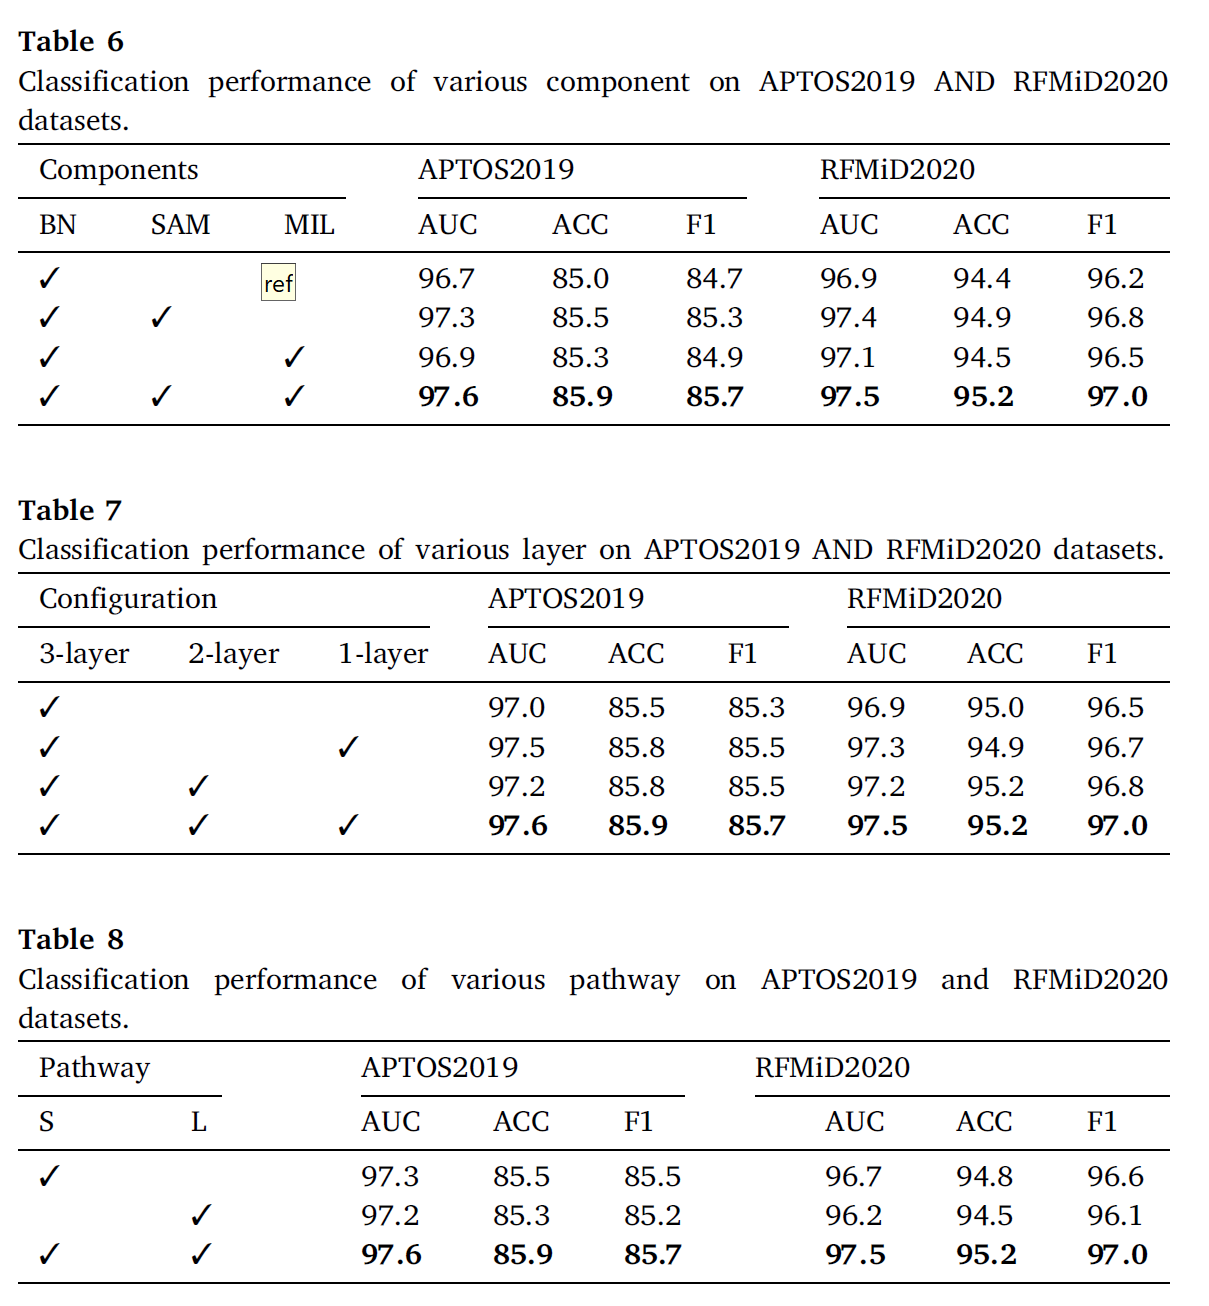 Table 6
Classification performance of various component on APTOS2019 AND RFMiD2020
datasets.
Components APTOS2019 RFMiD2020
BN SAM MIL AUC ACC F1 AUC ACC F1
✓ ref 96.7 85.0 84.7 96.9 94.4 96.2
✓ ✓ 97.3 85.5 85.3 97.4 94.9 96.8
✓ ✓ 96.9 85.3 84.9 97.1 94.5 96.5
✓ ✓ ✓ 97.6 85.9 85.7 97.5 95.2 97.0
Table 7
Classification performance of various layer on APTOS2019 AND RFMiD2020 datasets.
Configuration APTOS2019 RFMiD2020
3-layer 2-layer 1-layer AUC ACC F1 AUC ACC F1
✓ 97.0 85.5 85.3 96.9 95.0 96.5
✓ ✓ 97.5 85.8 85.5 97.3 94.9 96.7
✓ ✓ 97.2 85.8 85.5 97.2 95.2 96.8
✓ ✓ ✓ 97.6 85.9 85.7 97.5 95.2 97.0
Table 8
Classification performance of various pathway on APTOS2019 and RFMiD2020
datasets.
Pathway APTOS2019 RFMiD2020
S L AUC ACC F1 AUC ACC F1
✓ 97.3 85.5 85.5 96.7 94.8 96.6
✓ 97.2 85.3 85.2 96.2 94.5 96.1
✓ ✓ 97.6 85.9 85.7 97.5 95.2 97.0